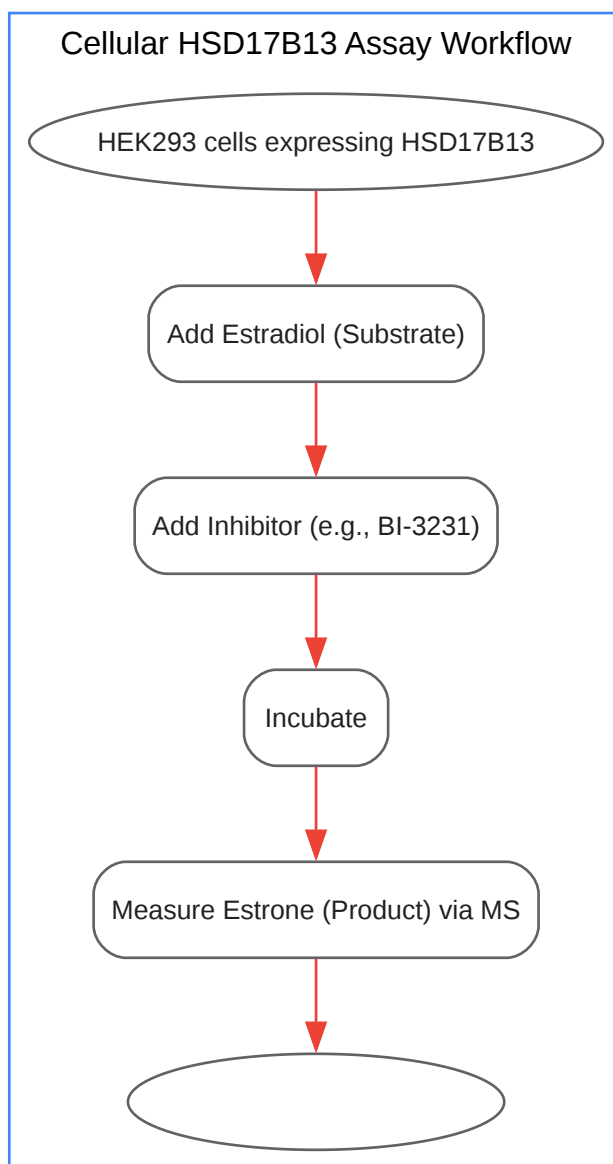 Cellular HSD17B13 Assay Workflow
HEK293 cells expressing HSD17B13
Add Estradiol (Substrate)
Add Inhibitor (e.g., BI-3231)
Incubate
Measure Estrone (Product) via MS